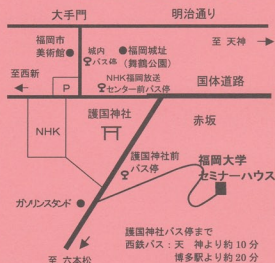 大手門
明治通り
至 天神
福岡市
美術館
城内
バス停
福岡城址
(舞鶴公園)
至西新
NHK福岡放送
センター前バス停
P
国体道路
護国神社
赤坂
NHK
護国神社前
バス停
福岡大学
セミナーハウス
ガソリンスタンド
護国神社バス停まで
西鉄バス:天 神より約10分
博多駅より約20分
至 六本松